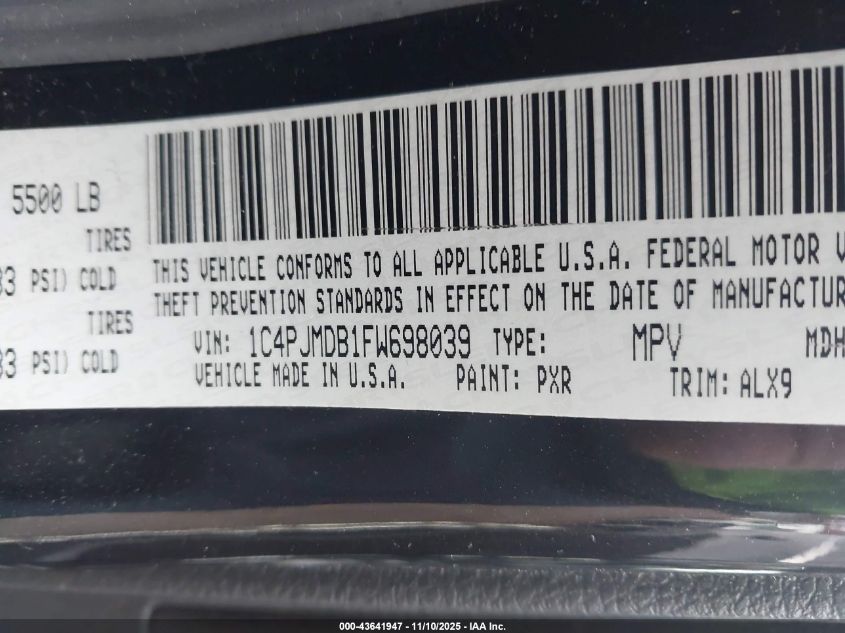 5500 LB
TIRES
33 PSI) COLD
TIRES
33 PSI) COLD
THIS VEHICLE CONFORMS TO ALL APPLICABLE U.S.A. FEDERAL MOTOR V
THEFT PREVENTION STANDARDS IN EFFECT ON THE DATE OF MANUFACTUR
VIN: 1C4PJMDB1FW698039 TYPE: MPV MDH
VEHICLE MADE IN U.S.A. PAINT: PXR TRIM: ALX9
000-43641947 - 11/10/2025 - IAA Inc.